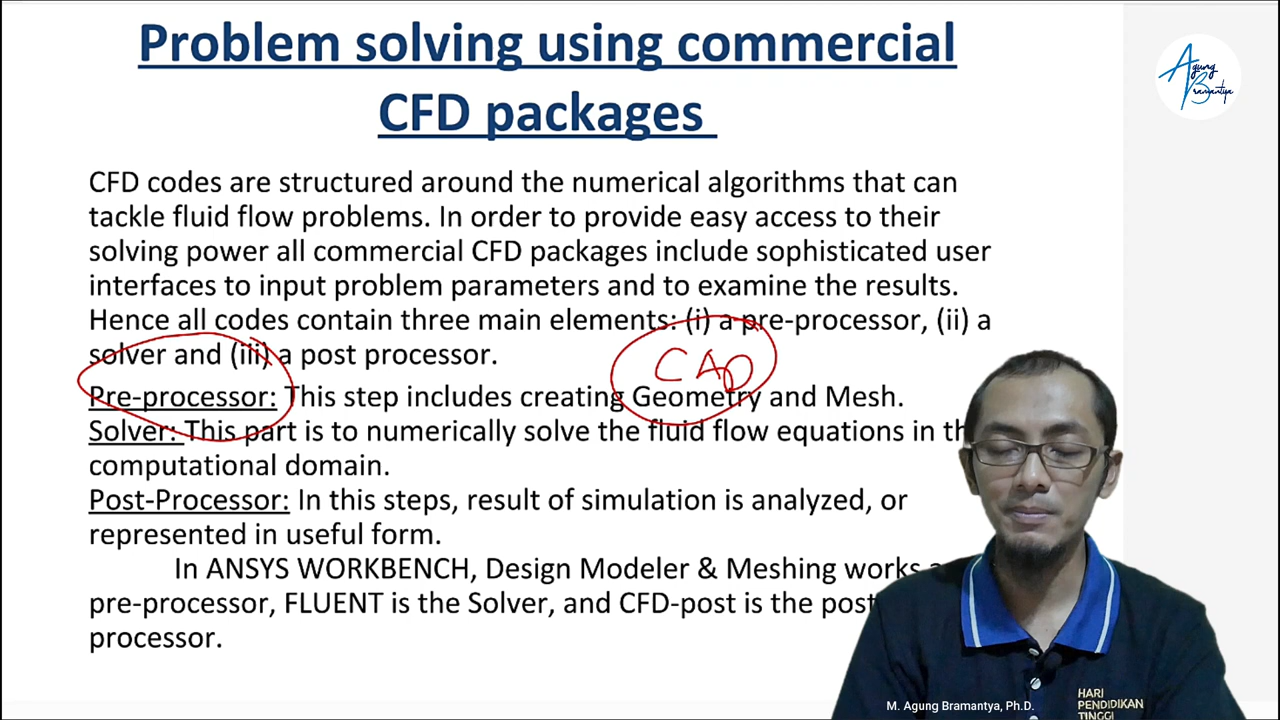 Problem solving using commercial
CFD packages
Agung
Bramantya
CFD codes are structured around the numerical algorithms that can
tackle fluid flow problems. In order to provide easy access to their
solving power all commercial CFD packages include sophisticated user
interfaces to input problem parameters and to examine the results.
Hence all codes contain three main elements: (i) a pre-processor, (ii) a
solver and (iii) a post processor.
CAD
Pre-processor: This step includes creating Geometry and Mesh.
Solver: This part is to numerically solve the fluid flow equations in th
computational domain.
Post-Processor: In this steps, result of simulation is analyzed, or
represented in useful form.
In ANSYS WORKBENCH, Design Modeler & Meshing works a
pre-processor, FLUENT is the Solver, and CFD-post is the post
processor.
HARI
PENDIDIKAN
TINGGI
M. Agung Bramantya, Ph.D.